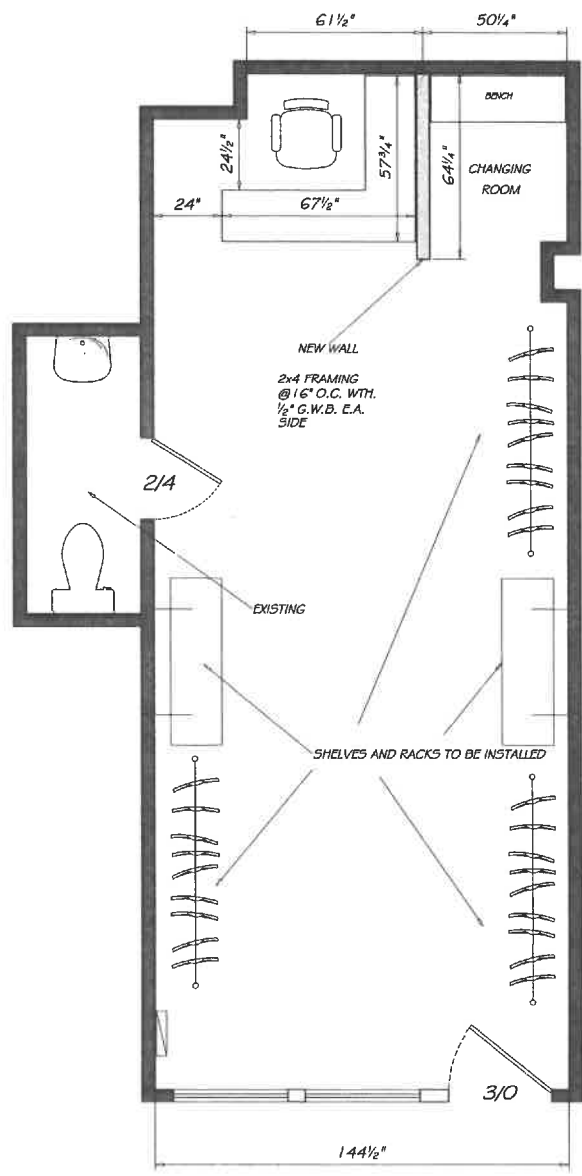 61½"
50¼"
BENCH
24½"
57¾"
64¼"
CHANGING
ROOM
24"
67½"
NEW WALL
2x4 FRAMING
@ 16" O.C. WTH.
½" G.W.B. E.A.
SIDE
2/4
EXISTING
SHELVES AND RACKS TO BE INSTALLED
3/0
144½"